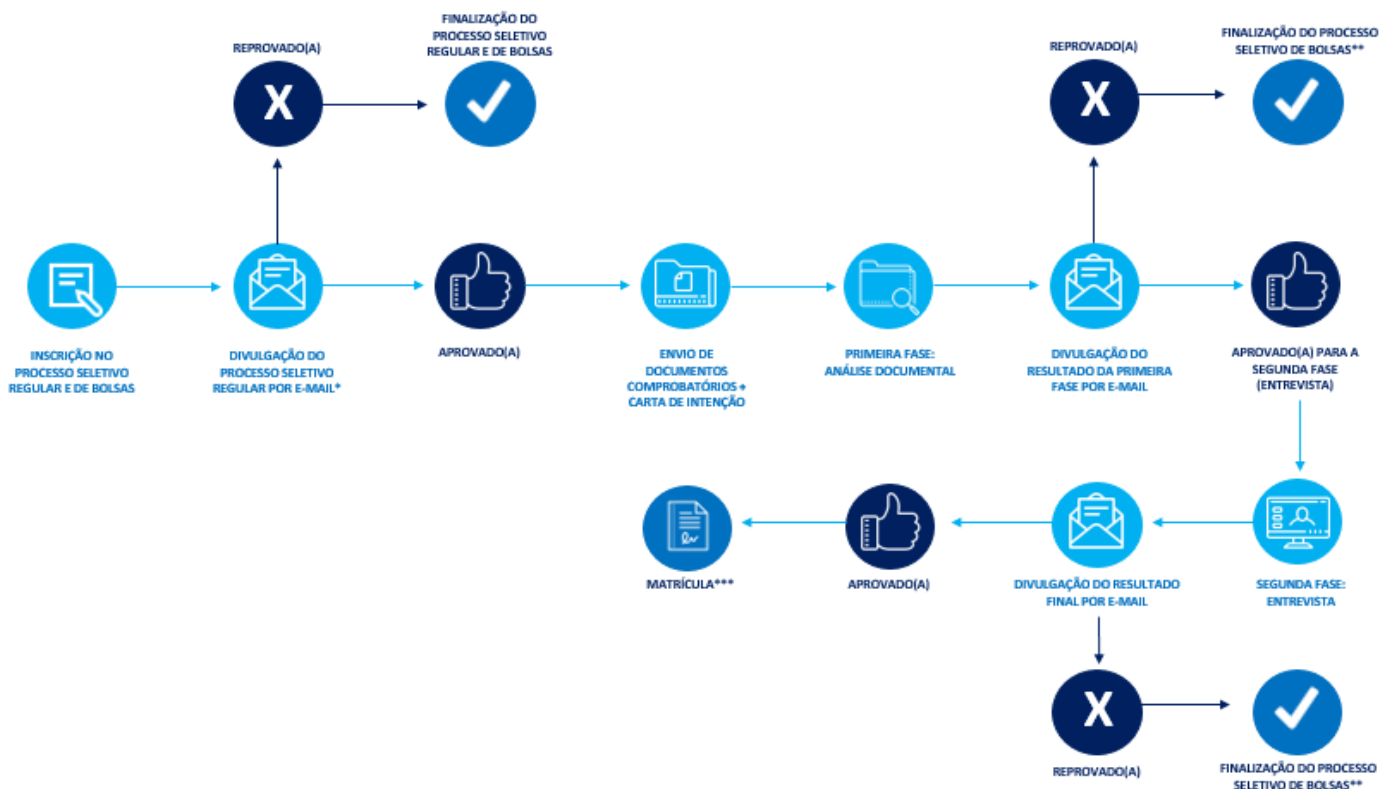 FINALIZAÇÃO DO
PROCESSO SELETIVO
REGULAR E DE BOLSAS
REPROVADO(A)
X
FINALIZAÇÃO DO PROCESSO
SELETIVO DE BOLSAS**
REPROVADO(A)
X
INSCRIÇÃO NO
PROCESSO SELETIVO
REGULAR E DE BOLSAS
DIVULGAÇÃO DO
PROCESSO SELETIVO
REGULAR POR E-MAIL*
APROVADO(A)
ENVIO DE
DOCUMENTOS
COMPROBATÓRIOS +
CARTA DE INTENÇÃO
PRIMEIRA FASE:
ANÁLISE DOCUMENTAL
DIVULGAÇÃO DO
RESULTADO DA PRIMEIRA
FASE POR E-MAIL
APROVADO(A) PARA A
SEGUNDA FASE
(ENTREVISTA)
MATRÍCULA***
APROVADO(A)
DIVULGAÇÃO DO RESULTADO
FINAL POR E-MAIL
SEGUNDA FASE:
ENTREVISTA
X
REPROVADO(A)
FINALIZAÇÃO DO PROCESSO
SELETIVO DE BOLSAS**